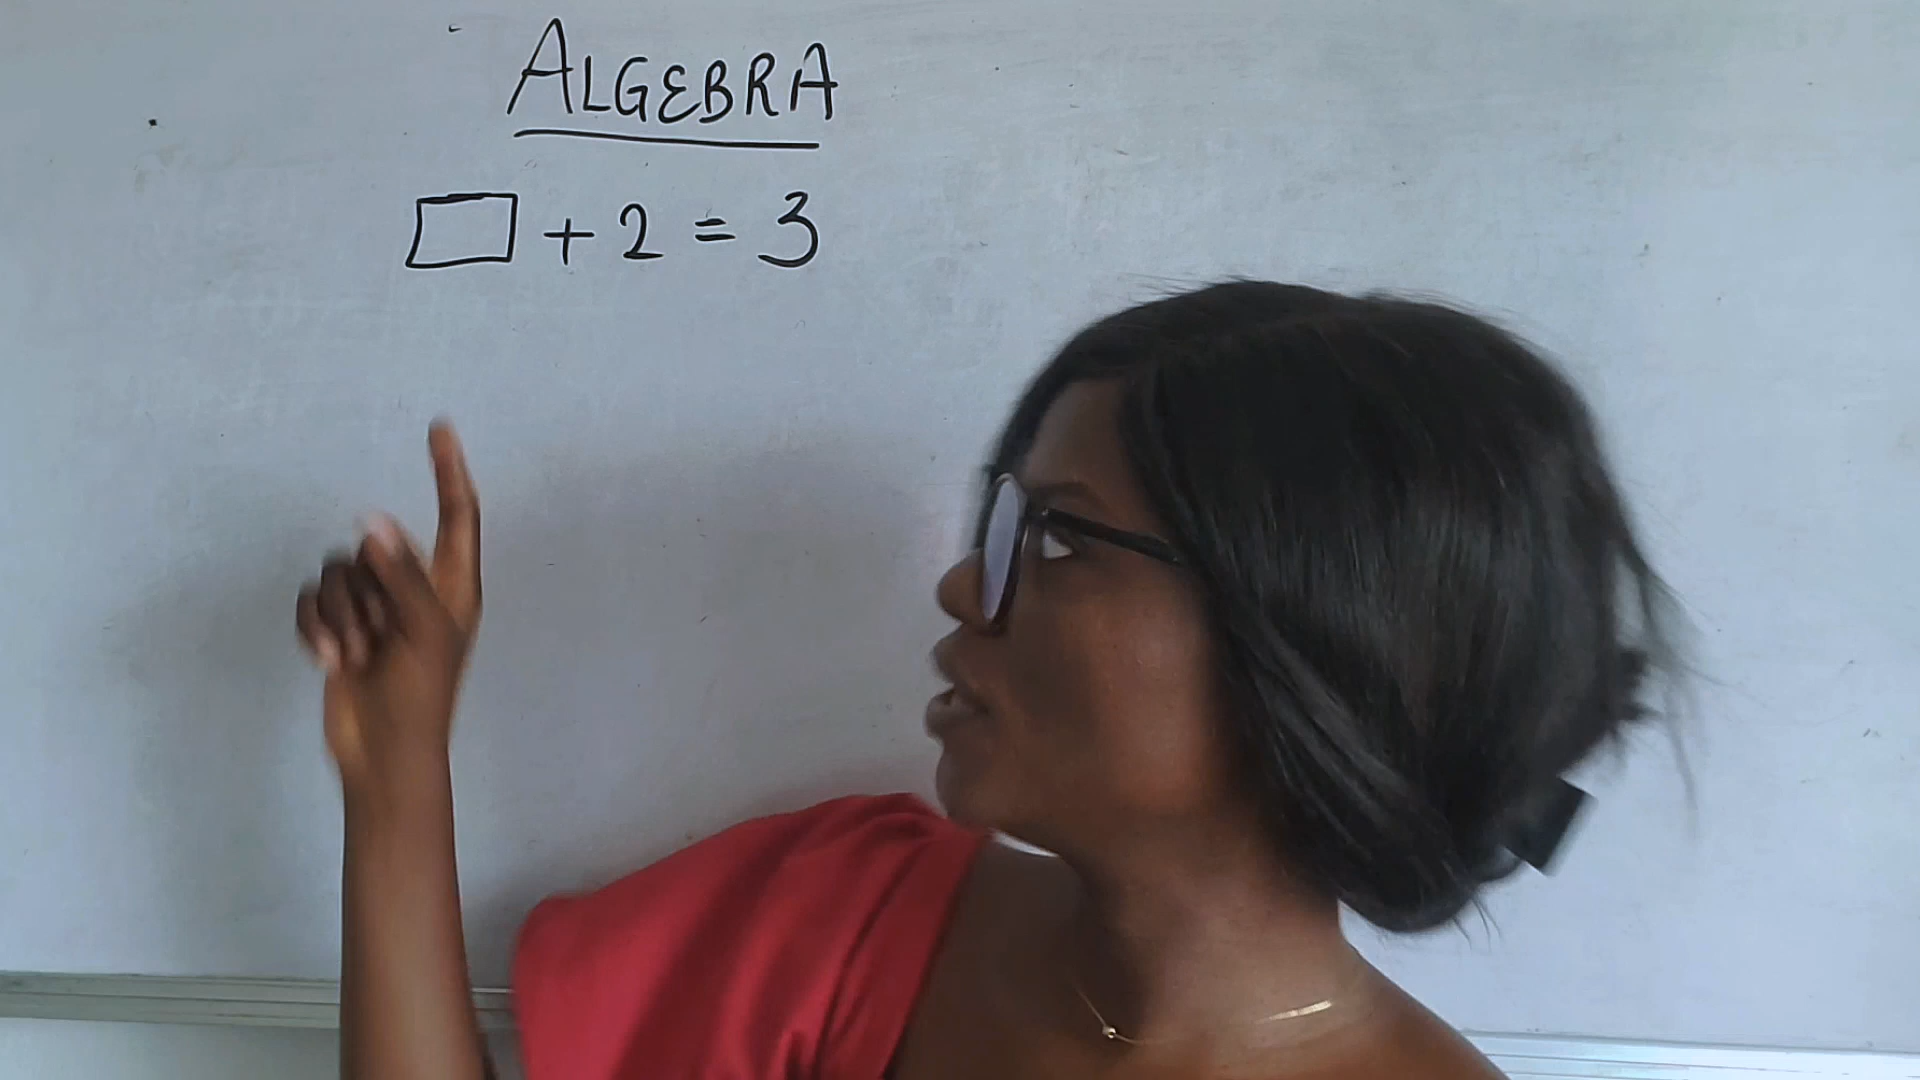 ALGEBRA
□ + 2 = 3